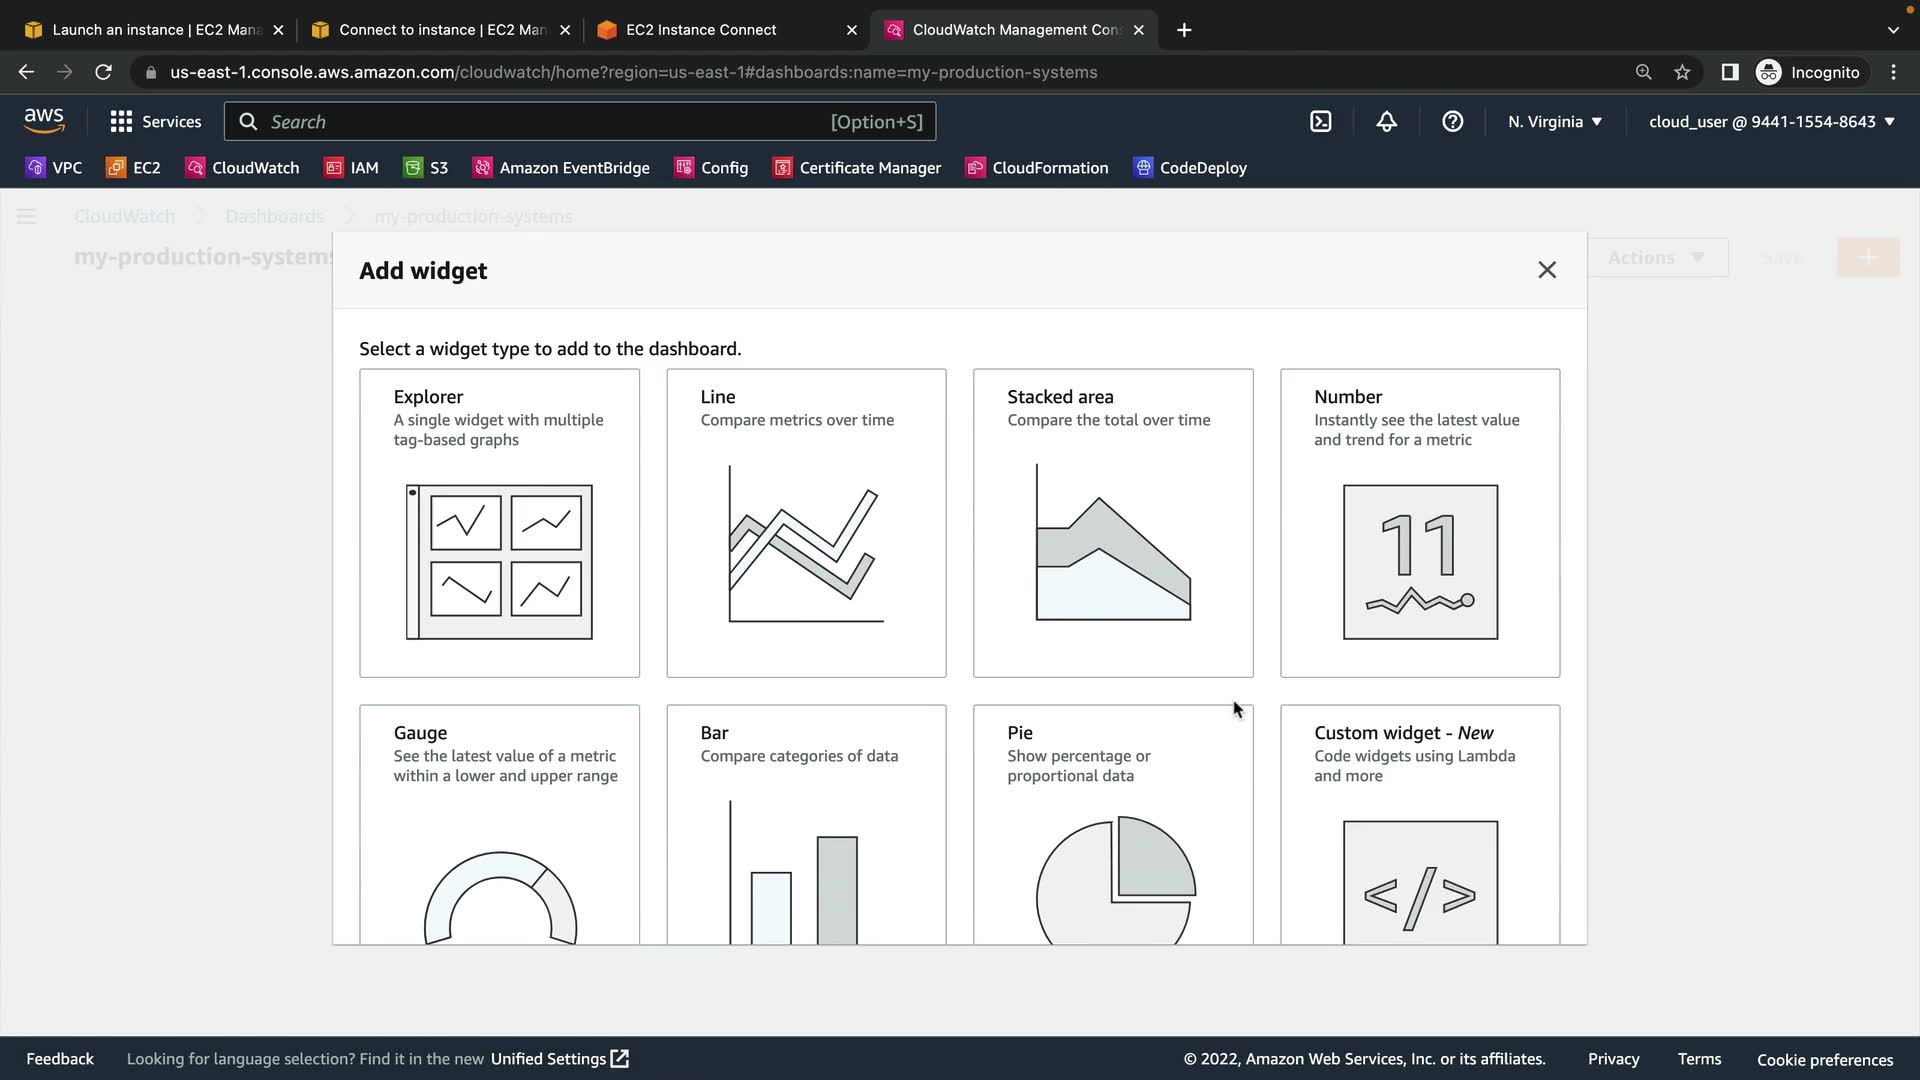 Launch an instance | EC2 Mana
Connect to instance | EC2 Man
EC2 Instance Connect
CloudWatch Management Cons
us-east-1.console.aws.amazon.com/cloudwatch/home?region=us-east-1#dashboards:name=my-production-systems
Incognito
aws
Services
Search
[Option+S]
N. Virginia
cloud_user @ 9441-1554-8643
VPC
EC2
CloudWatch
IAM
S3
Amazon EventBridge
Config
Certificate Manager
CloudFormation
CodeDeploy
CloudWatch
Dashboards
my-production-systems
my-production-systems
Actions
Save
Add widget
Select a widget type to add to the dashboard.
Explorer
A single widget with multiple
tag-based graphs
Line
Compare metrics over time
Stacked area
Compare the total over time
Number
Instantly see the latest value
and trend for a metric
11
Gauge
See the latest value of a metric
within a lower and upper range
Bar
Compare categories of data
Pie
Show percentage or
proportional data
Custom widget - New
Code widgets using Lambda
and more
</>
Feedback
Looking for language selection? Find it in the new Unified Settings
© 2022, Amazon Web Services, Inc. or its affiliates.
Privacy
Terms
Cookie preferences